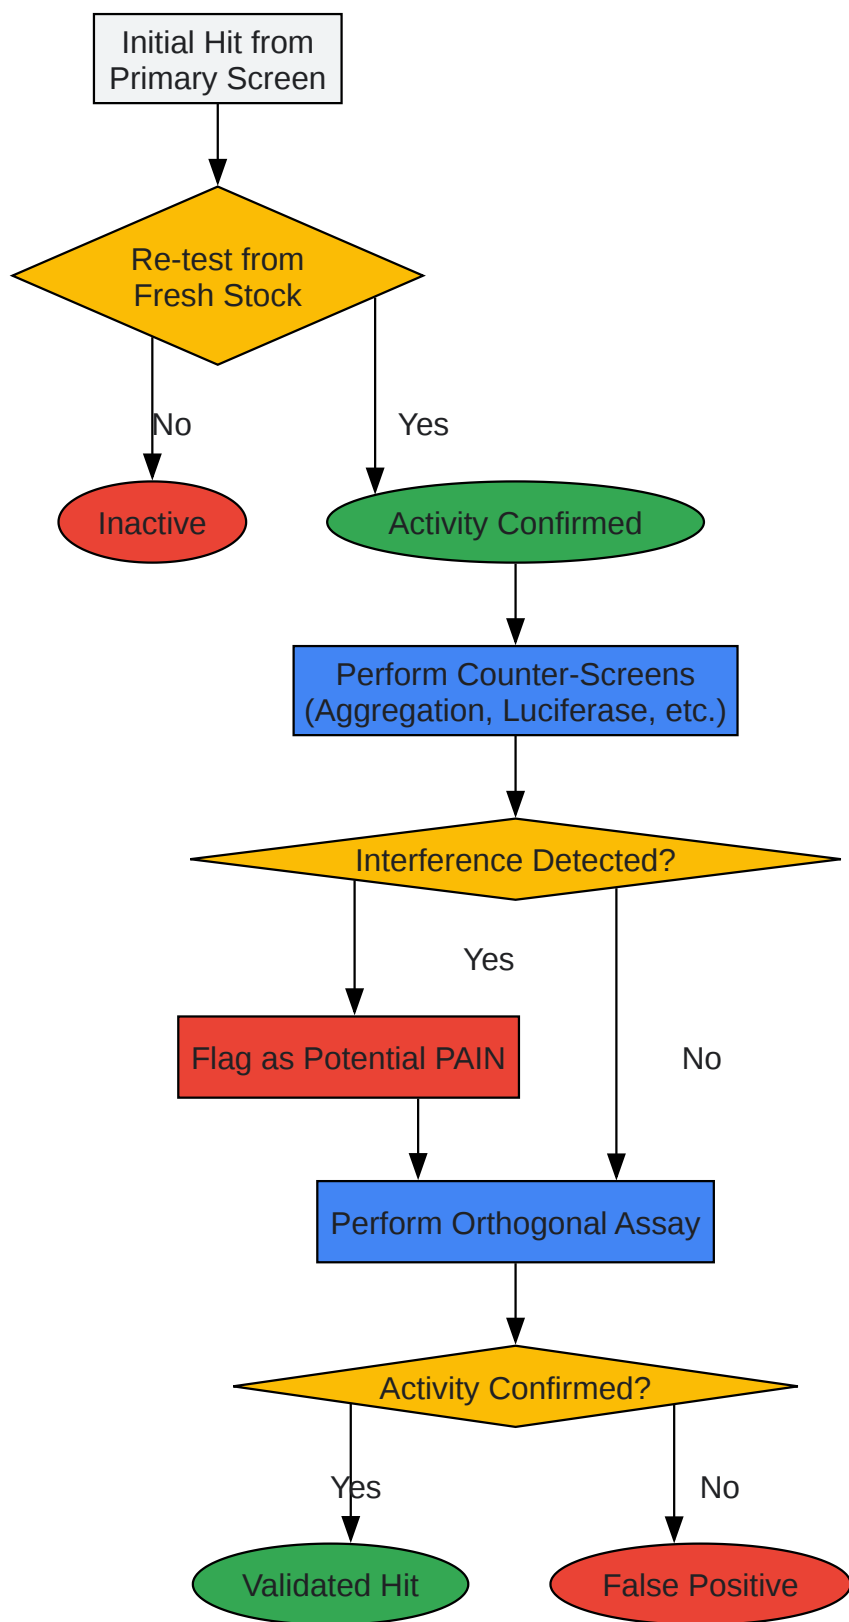 Initial Hit from
Primary Screen
Re-test from
Fresh Stock
No
Yes
Inactive
Activity Confirmed
Perform Counter-Screens
(Aggregation, Luciferase, etc.)
Interference Detected?
Yes
Flag as Potential PAIN
No
Perform Orthogonal Assay
Activity Confirmed?
Yes
No
Validated Hit
False Positive